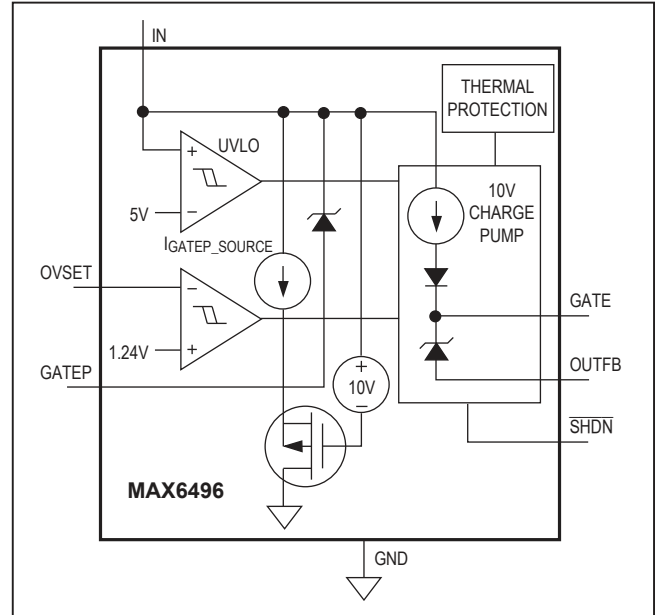 IN
THERMAL
PROTECTION
UVLO
+
−
5V
10V
CHARGE
PUMP
IGATEP_SOURCE
OVSET
−
+
1.24V
GATE
GATEP
+
10V
−
OUTFB
SHDN
MAX6496
GND